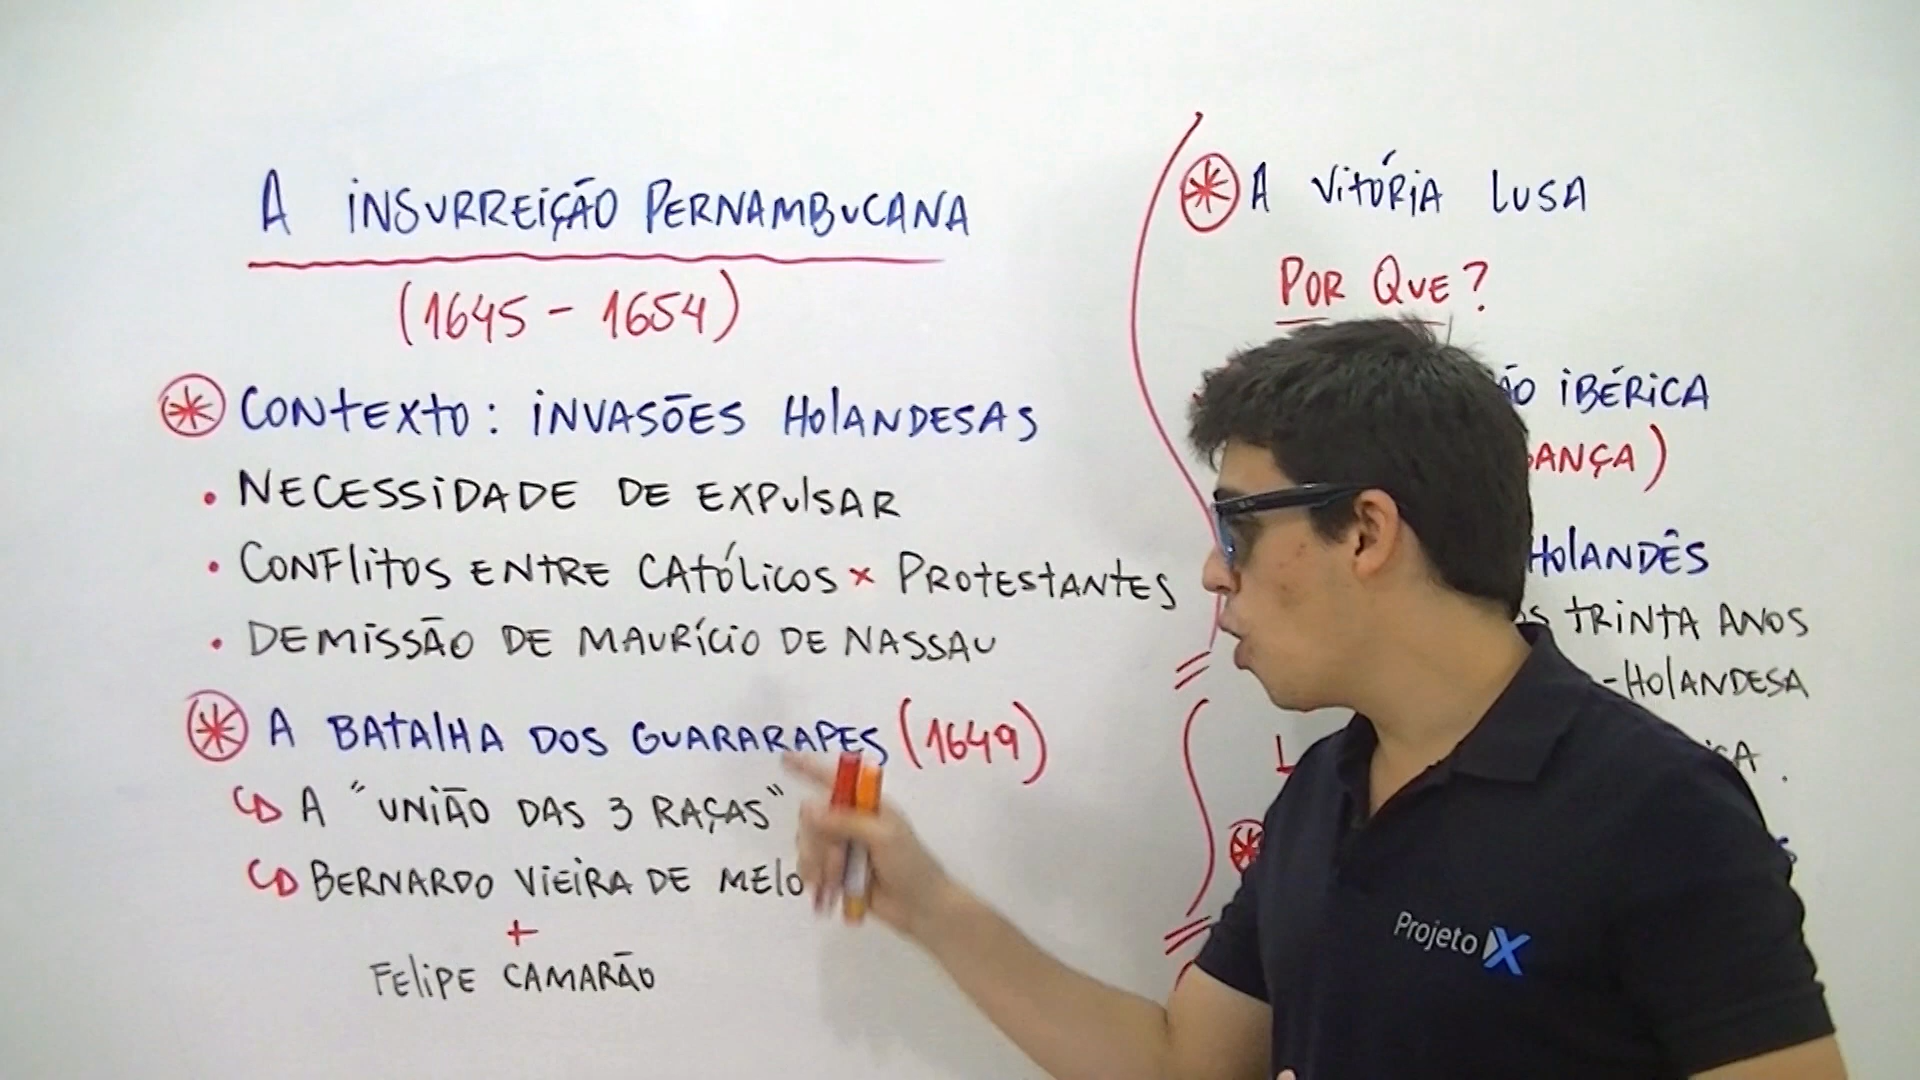 A INSURREIÇÃO PERNAMBUCANA
(1645 - 1654)
CONTEXTO: INVASÕES HOLANDESAS
• NECESSIDADE DE EXPULSAR
• CONFLITOS ENTRE CATÓLICOS x PROTESTANTES
• DEMISSÃO DE MAURÍCIO DE NASSAU
A BATALHA DOS GUARARAPES (1649)
A "UNIÃO DAS 3 RAÇAS"
BERNARDO VIEIRA DE MELO
+
FELIPE CAMARÃO
A VITÓRIA LUSA
POR QUE?
ÃO IBÉRICA
ANÇA)
HOLANDÊS
S TRINTA ANOS
-HOLANDESA
Projeto X